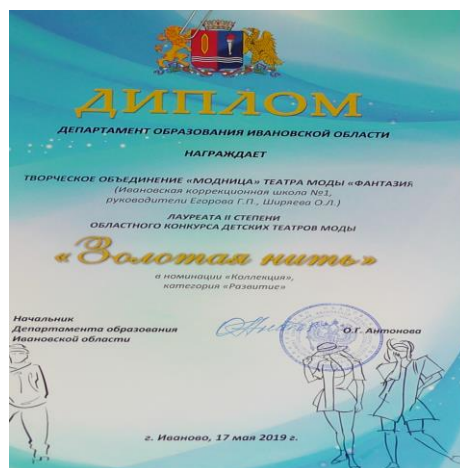 ДИПЛОМ
ДЕПАРТАМЕНТ ОБРАЗОВАНИЯ ИВАНОВСКОЙ ОБЛАСТИ
НАГРАЖДАЕТ
ТВОРЧЕСКОЕ ОБЪЕДИНЕНИЕ «МОДНИЦА» ТЕАТРА МОДЫ «ФАНТАЗИЯ
(Ивановская коррекционная школа №1,
руководители Егорова Г.П., Ширяева О.Л.)
ЛАУРЕАТА II СТЕПЕНИ
ОБЛАСТНОГО КОНКУРСА ДЕТСКИХ ТЕАТРОВ МОДЫ
«Золотая нить»
в номинации «Коллекция»,
категория «Развитие»
Начальник
Департамента образования
Ивановской области
О.Г. Антонова
г. Иваново, 17 мая 2019 г.